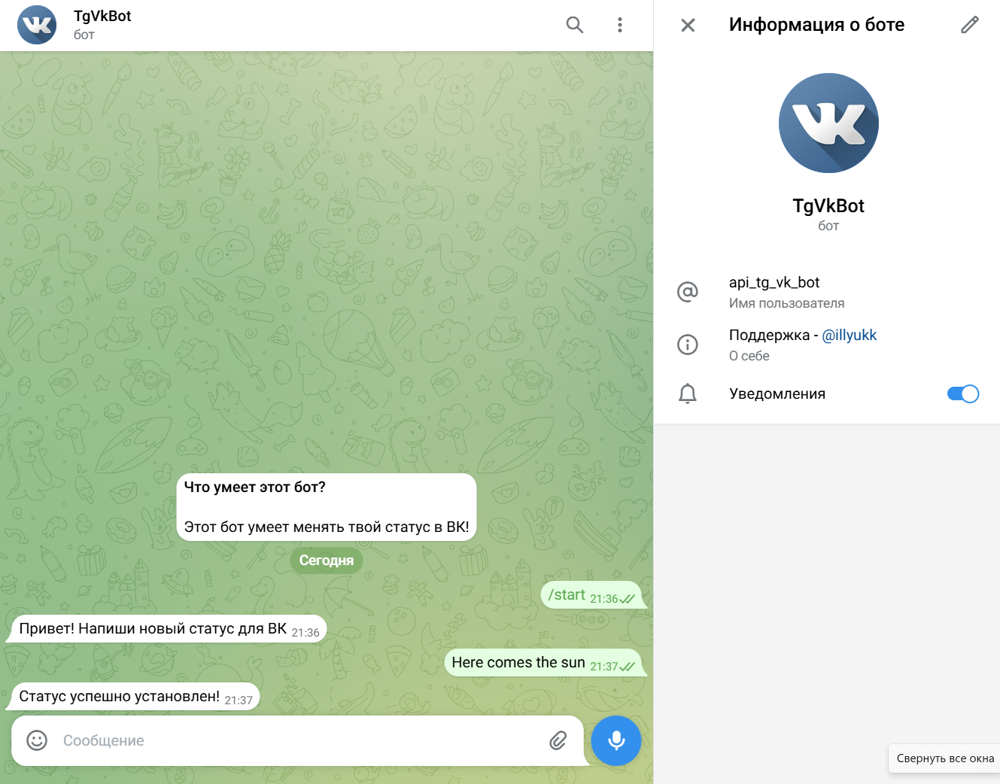 TgVkBot
бот
Что умеет этот бот?
Этот бот умеет менять твой статус в ВК!
Сегодня
/start 21:36
Привет! Напиши новый статус для ВК 21:36
Here comes the sun 21:37
Статус успешно установлен! 21:37
Сообщение
Информация о боте
VK
TgVkBot
бот
api_tg_vk_bot
Имя пользователя
Поддержка - @illyukk
О себе
Уведомления
Свернуть все окна